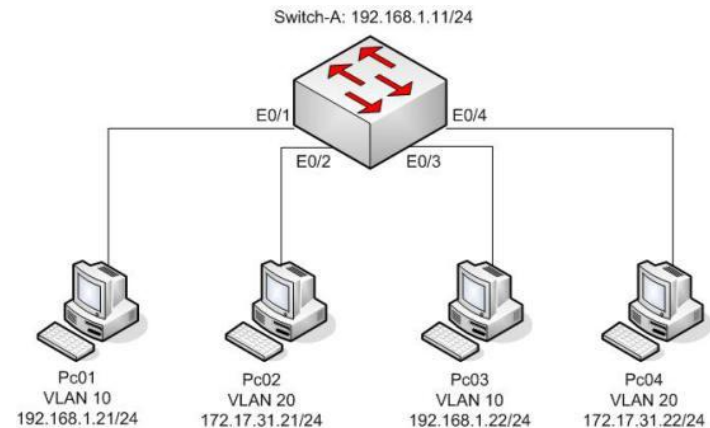 Switch-A: 192.168.1.11/24
E0/1
E0/4
E0/2
E0/3
Pc01
VLAN 10
192.168.1.21/24
Pc02
VLAN 20
172.17.31.21/24
Pc03
VLAN 10
192.168.1.22/24
Pc04
VLAN 20
172.17.31.22/24